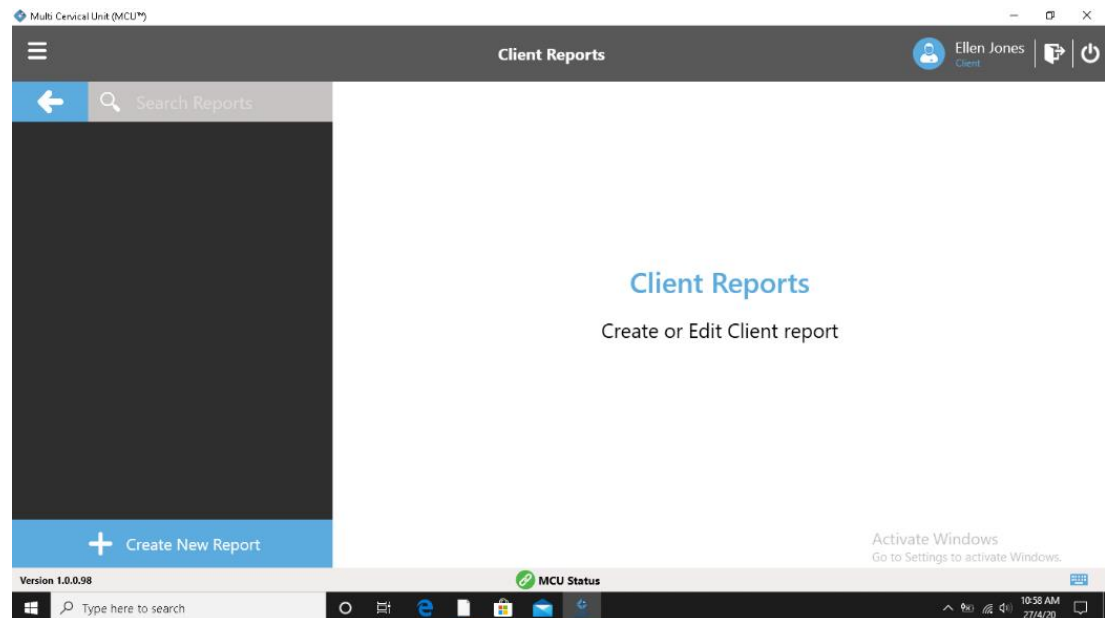 Multi Cervical Unit (MCU™)
Client Reports
Ellen Jones
Client
Search Reports
Client Reports
Create or Edit Client report
Create New Report
Activate Windows
Go to Settings to activate Windows.
Version 1.0.0.98
MCU Status
Type here to search
10:58 AM
27/4/20